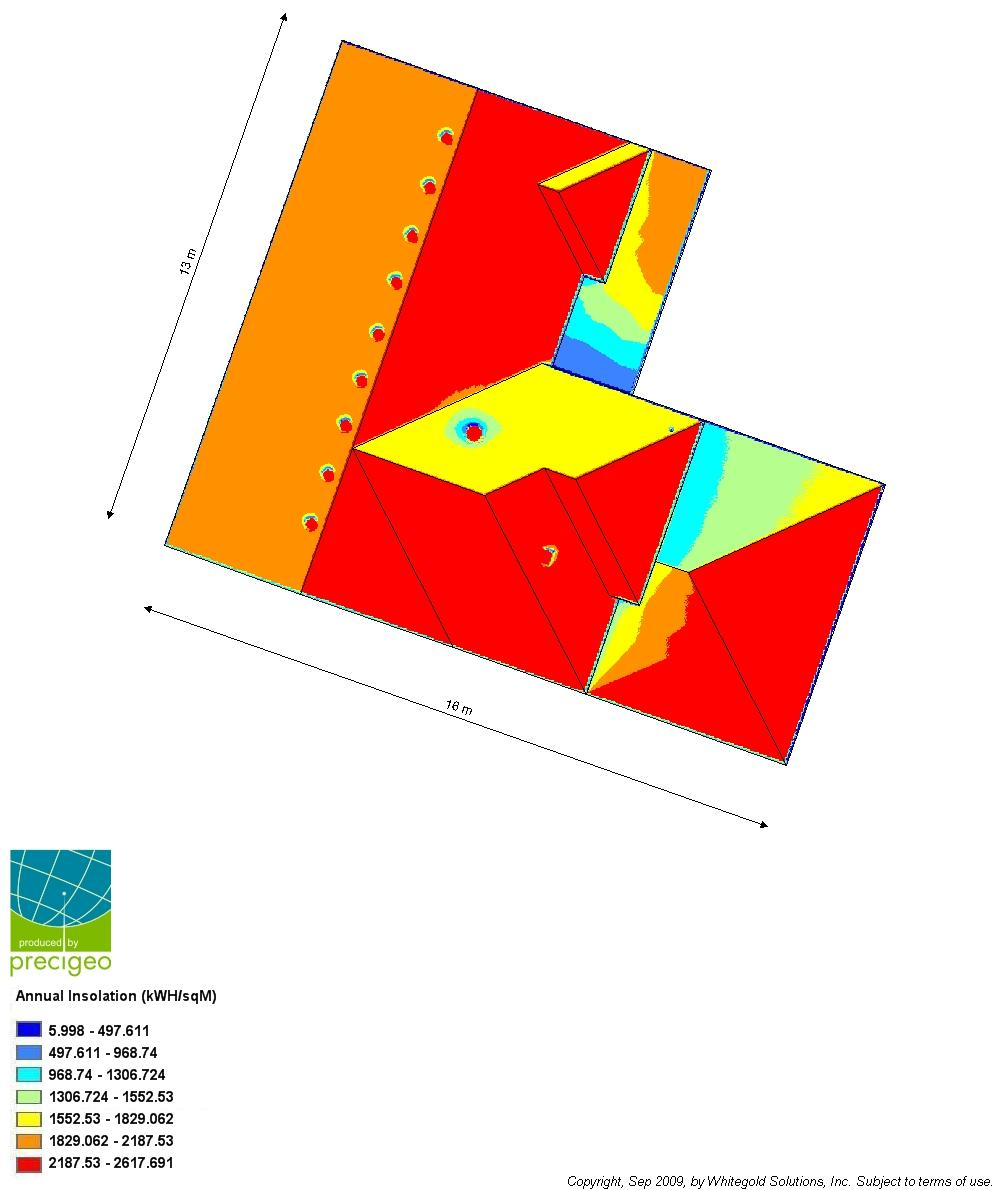 13 m
16 m
produced by
precigeo
Annual Insolation (kWH/sqM)
5.998 - 497.611
497.611 - 968.74
968.74 - 1306.724
1306.724 - 1552.53
1552.53 - 1829.062
1829.062 - 2187.53
2187.53 - 2617.691
Copyright, Sep 2009, by Whitegold Solutions, Inc. Subject to terms of use.